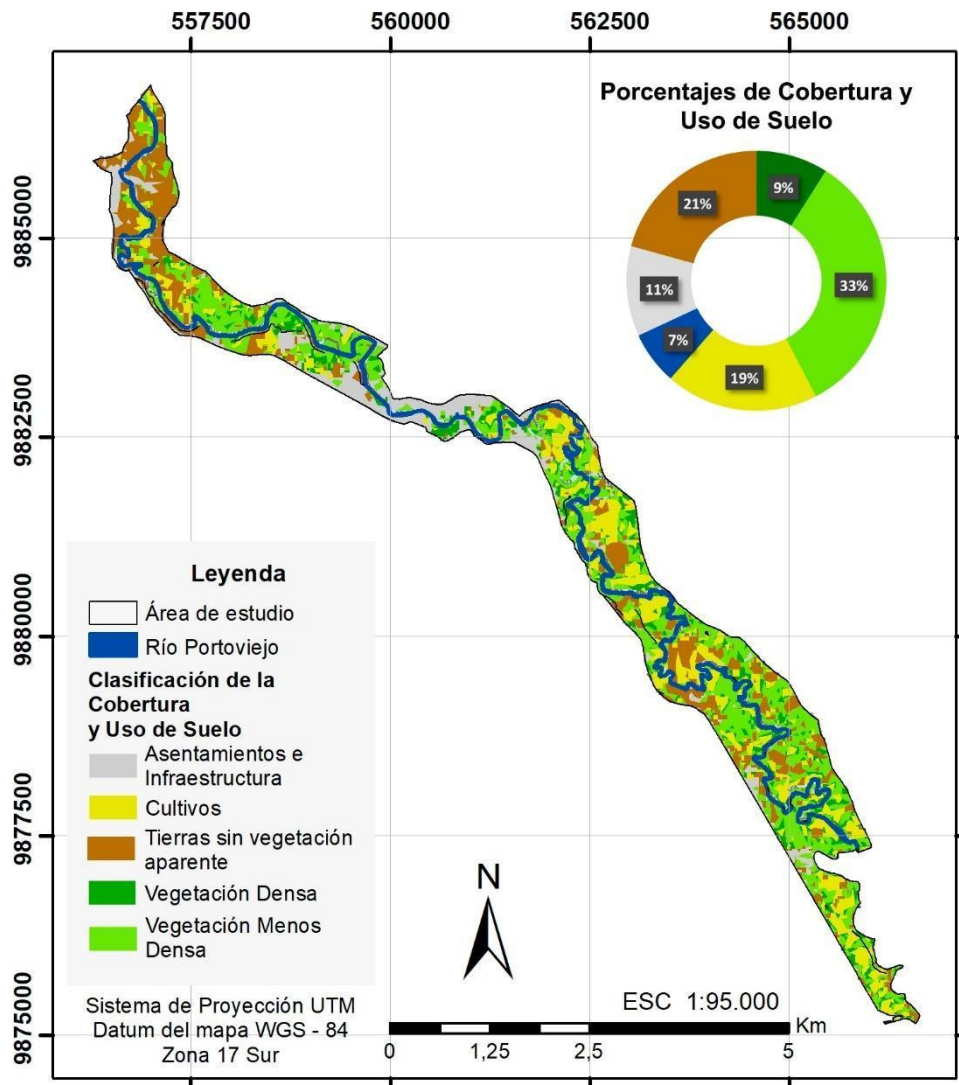 557500
560000
562500
565000
Porcentajes de Cobertura y
Uso de Suelo
9%
21%
33%
11%
7%
19%
9885000
9882500
9880000
9877500
9875000
Leyenda
Área de estudio
Río Portoviejo
Clasificación de la
Cobertura
y Uso de Suelo
Asentamientos e
Infraestructura
Cultivos
Tierras sin vegetación
aparente
Vegetación Densa
Vegetación Menos
Densa
Sistema de Proyección UTM
Datum del mapa WGS - 84
Zona 17 Sur
N
ESC 1:95.000
Km
0
1,25
2,5
5